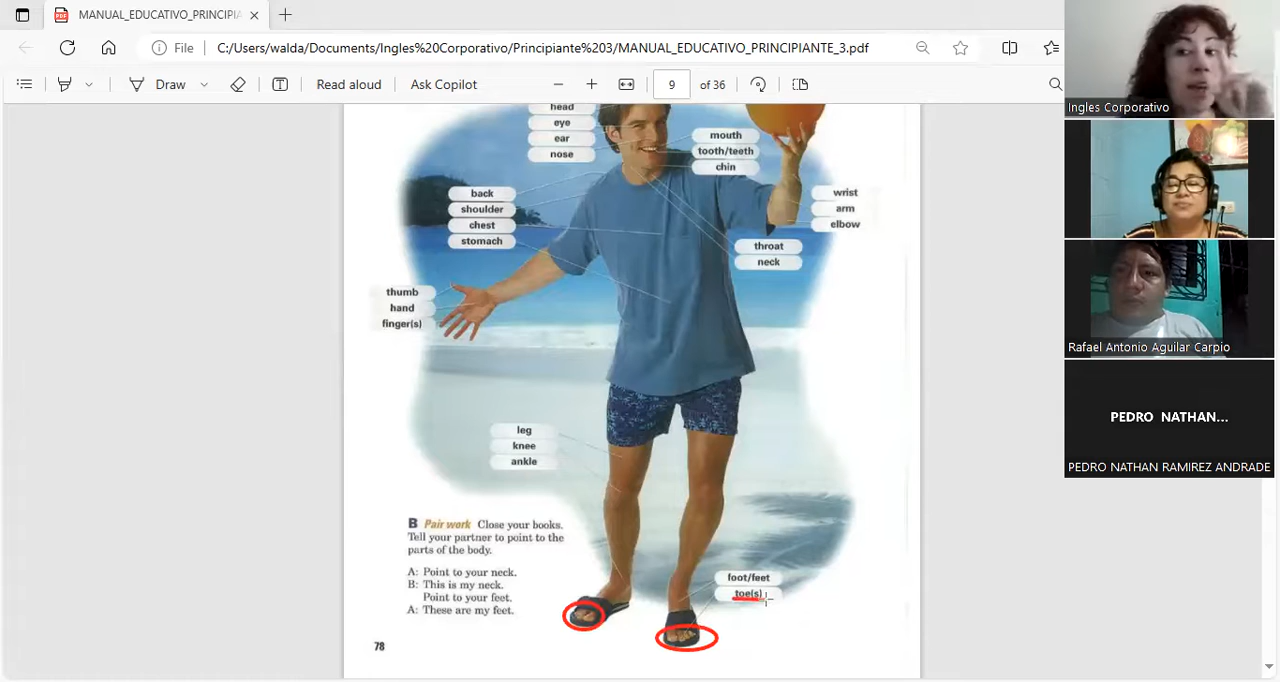 MANUAL_EDUCATIVO_PRINCIPIA
File
C:/Users/walda/Documents/Ingles%20Corporativo/Principiante%203/MANUAL_EDUCATIVO_PRINCIPIANTE_3.pdf
Draw
Read aloud
Ask Copilot
9 of 36
head
eye
ear
nose
mouth
tooth/teeth
chin
back
shoulder
chest
stomach
wrist
arm
elbow
throat
neck
thumb
hand
finger(s)
leg
knee
ankle
foot/feet
toe(s)
B Pair work Close your books.
Tell your partner to point to the
parts of the body.
A: Point to your neck.
B: This is my neck.
Point to your feet.
A: These are my feet.
78
Ingles Corporativo
Rafael Antonio Aguilar Carpio
PEDRO NATHAN...
PEDRO NATHAN RAMIREZ ANDRADE